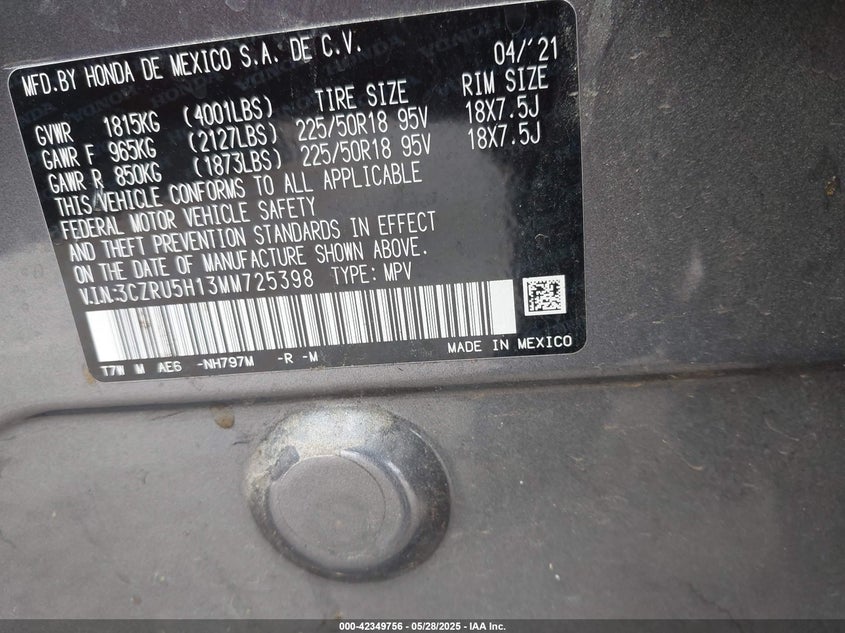 MFD.BY HONDA DE MEXICO S.A. DE C.V. 04/'21
TIRE SIZE RIM SIZE
GVWR 1815KG (4001LBS)
GAWR F 965KG (2127LBS) 225/50R18 95V 18X7.5J
GAWR R 850KG (1873LBS) 225/50R18 95V 18X7.5J
THIS VEHICLE CONFORMS TO ALL APPLICABLE
FEDERAL MOTOR VEHICLE SAFETY
AND THEFT PREVENTION STANDARDS IN EFFECT
ON THE DATE OF MANUFACTURE SHOWN ABOVE.
V.I.N:3CZRU5H13MM725398 TYPE: MPV
T7W M AE6 -NH797M -R -M
MADE IN MEXICO
000-42349756 - 05/28/2025 - IAA Inc.